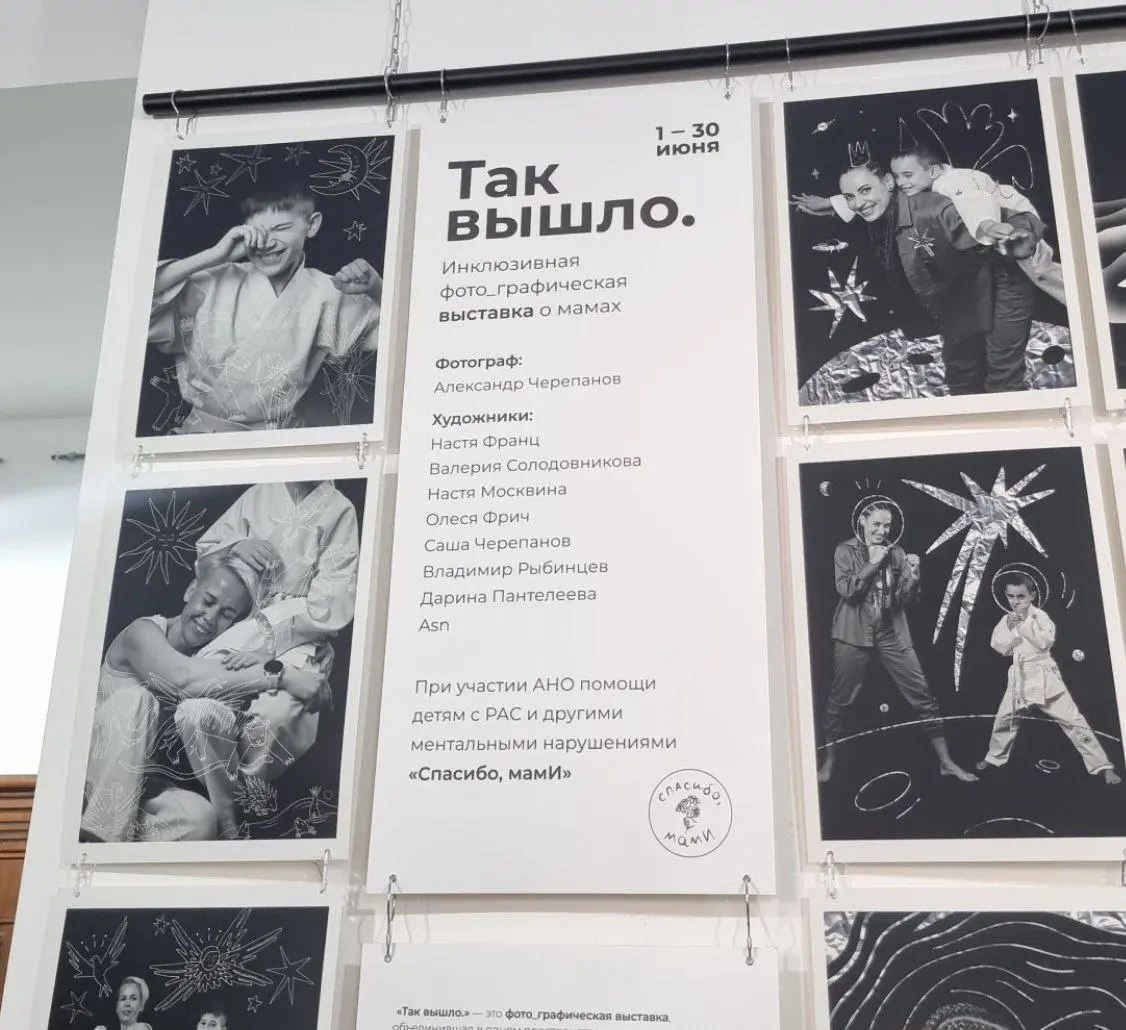 1 – 30
июня
Так
вышло.
Инклюзивная
фото_графическая
выставка о мамах
Фотограф:
Александр Черепанов
Художники:
Настя Франц
Валерия Солодовникова
Настя Москвина
Олеся Фрич
Саша Черепанов
Владимир Рыбинцев
Дарина Пантелеева
Asn
При участии АНО помощи
детям с РАС и другими
ментальными нарушениями
«Спасибо, мамИ»
спасибо,
мамИ
«Так вышло.» — это фото_графическая выставка,
объединившая в одном